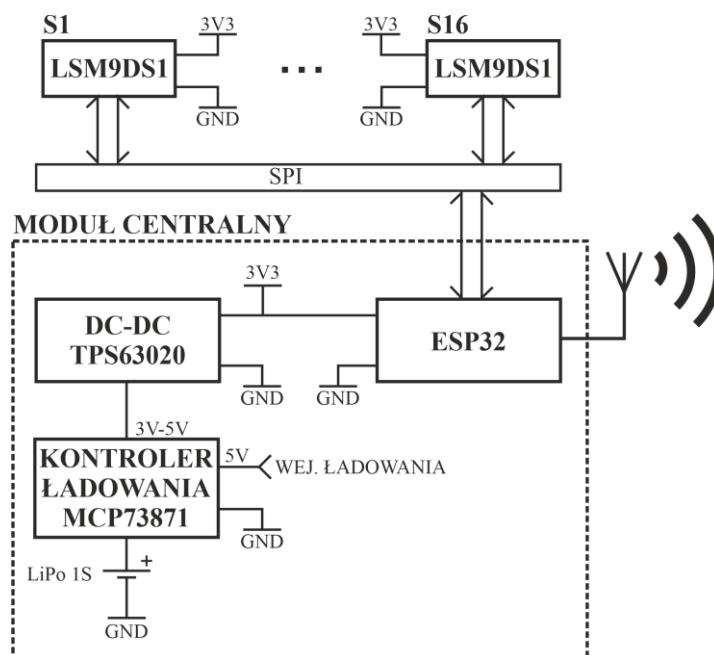 S1
3V3
3V3
S16
LSM9DS1
...
LSM9DS1
GND
GND
SPI
MODUŁ CENTRALNY
3V3
DC-DC
TPS63020
ESP32
GND
GND
3V-5V
KONTROLER
ŁADOWANIA
MCP73871
5V
WEJ. ŁADOWANIA
GND
LiPo 1S
+
GND